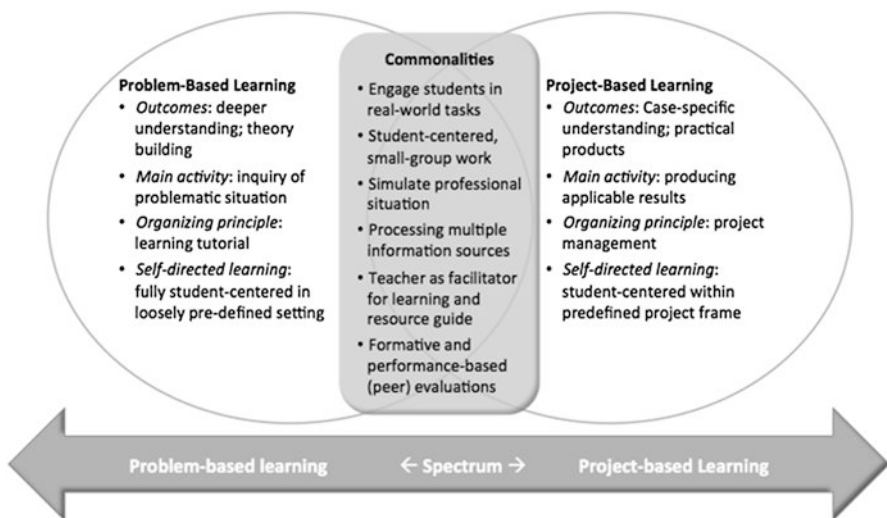 Problem-Based Learning
• Outcomes: deeper
understanding; theory
building
• Main activity: inquiry of
problematic situation
• Organizing principle:
learning tutorial
• Self-directed learning:
fully student-centered in
loosely pre-defined setting
Commonalities
• Engage students in
real-world tasks
• Student-centered,
small-group work
• Simulate professional
situation
• Processing multiple
information sources
• Teacher as facilitator
for learning and
resource guide
• Formative and
performance-based
(peer) evaluations
Project-Based Learning
• Outcomes: Case-specific
understanding; practical
products
• Main activity: producing
applicable results
• Organizing principle: project
management
• Self-directed learning:
student-centered within
predefined project frame
Problem-based learning ← Spectrum → Project-based Learning